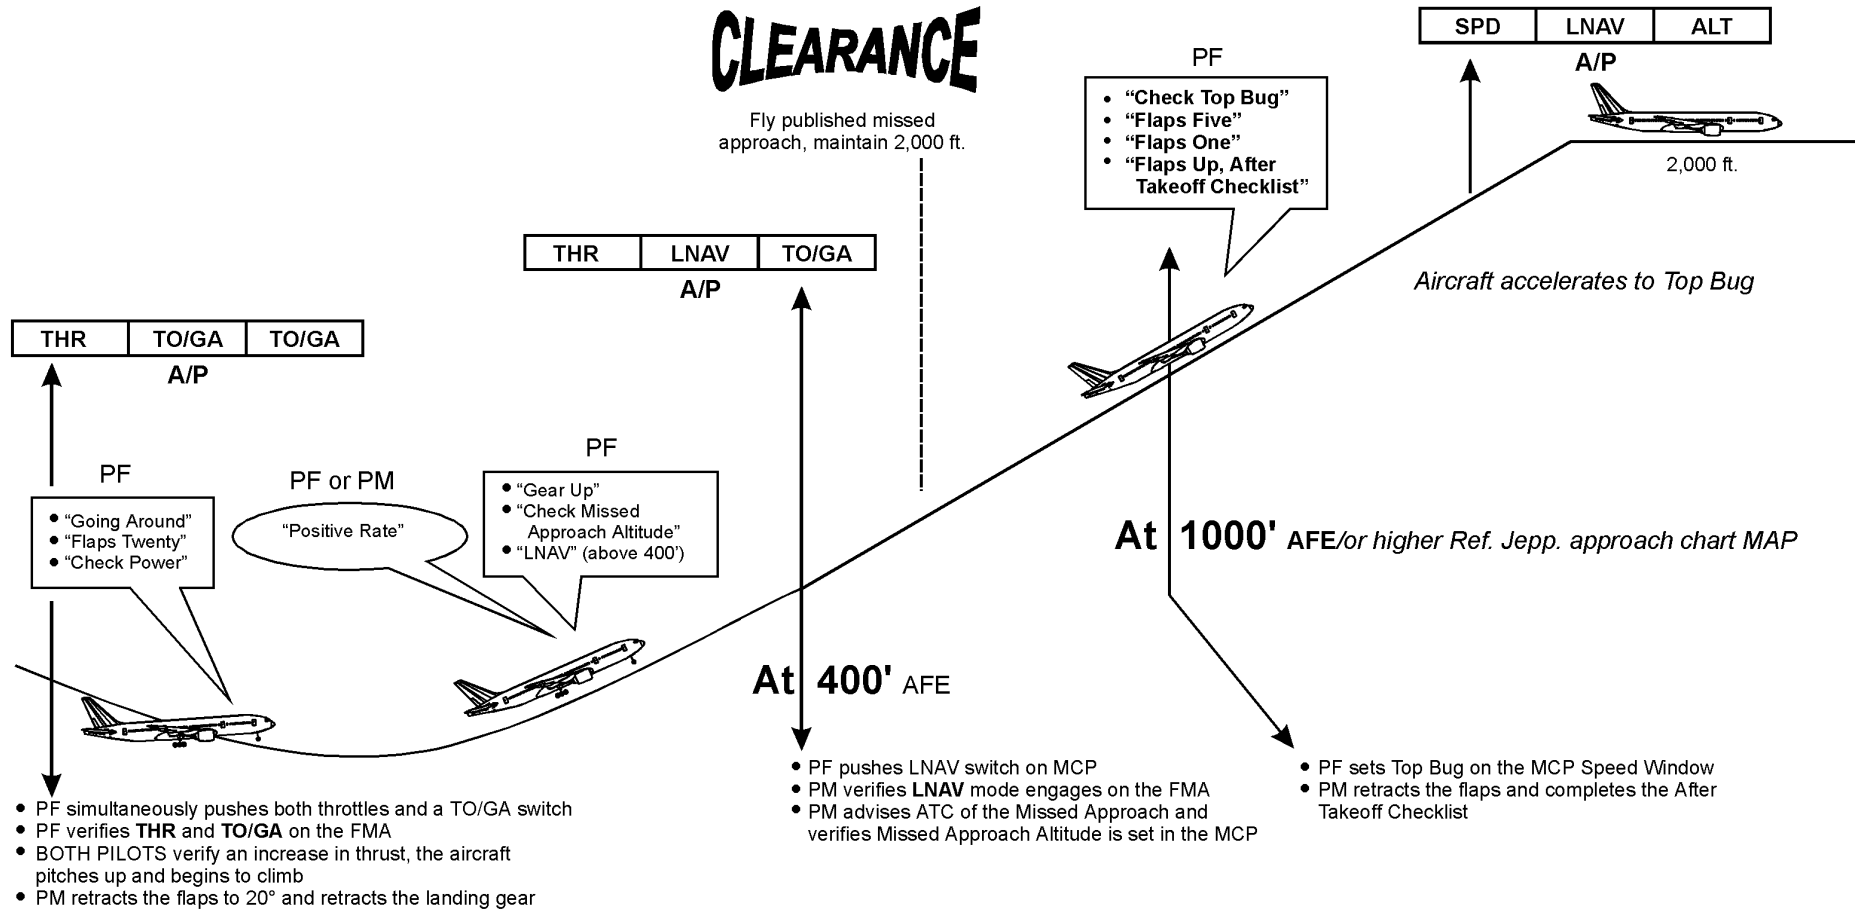 CLEARANCE
Fly published missed
approach, maintain 2,000 ft.
THR TO/GA TO/GA
A/P
PF
• “Going Around”
• “Flaps Twenty”
• “Check Power”
• PF simultaneously pushes both throttles and a TO/GA switch
• PF verifies THR and TO/GA on the FMA
• BOTH PILOTS verify an increase in thrust, the aircraft
pitches up and begins to climb
• PM retracts the flaps to 20° and retracts the landing gear
PF or PM
“Positive Rate”
PF
• “Gear Up”
• “Check Missed
Approach Altitude”
• “LNAV” (above 400')
THR LNAV TO/GA
A/P
At 400' AFE
• PF pushes LNAV switch on MCP
• PM verifies LNAV mode engages on the FMA
• PM advises ATC of the Missed Approach and
verifies Missed Approach Altitude is set in the MCP
PF
• “Check Top Bug”
• “Flaps Five”
• “Flaps One”
• “Flaps Up, After
Takeoff Checklist”
At 1000' AFE/or higher Ref. Jepp. approach chart MAP
• PF sets Top Bug on the MCP Speed Window
• PM retracts the flaps and completes the After
Takeoff Checklist
SPD LNAV ALT
A/P
2,000 ft.
Aircraft accelerates to Top Bug